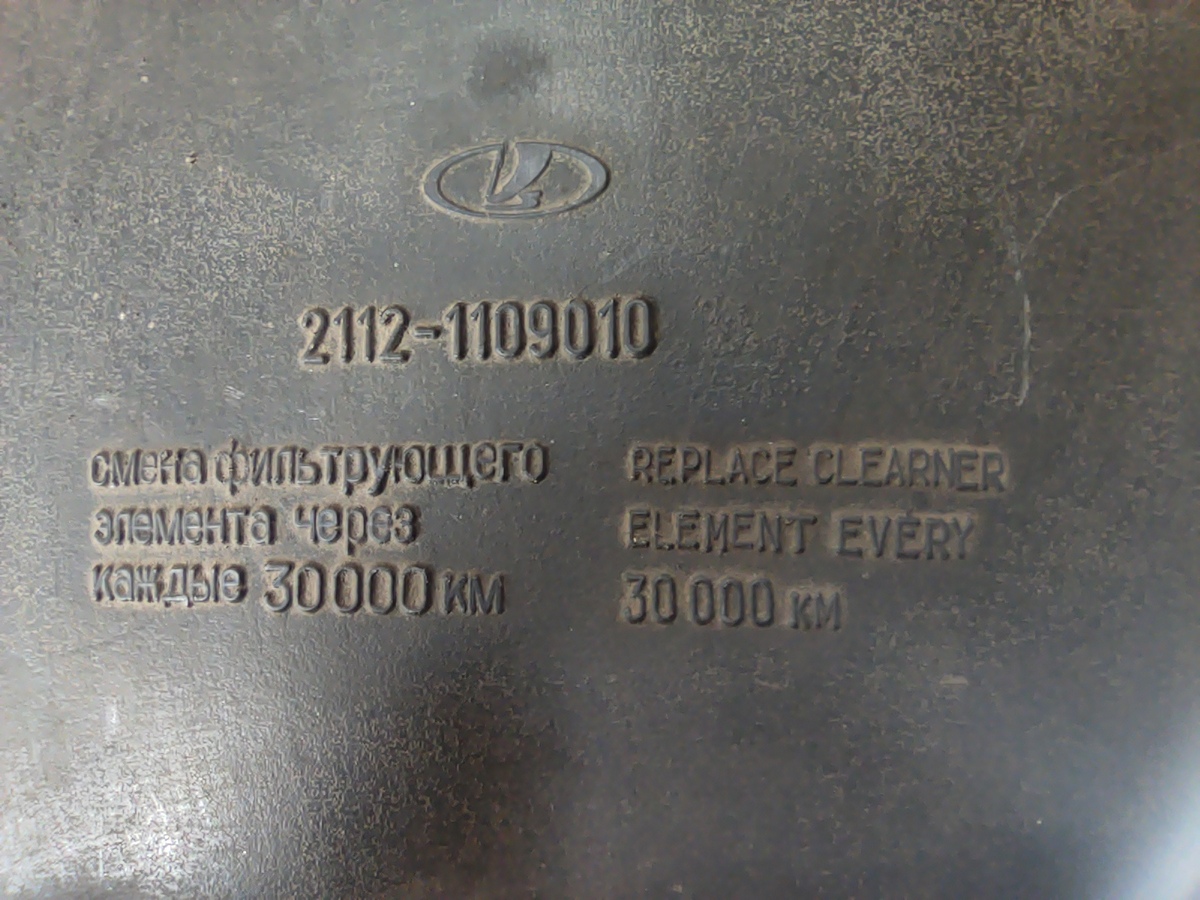 2112-1109010
смена фильтрующего
элемента через
каждые 30000 км
REPLACE CLEARNER
ELEMENT EVERY
30 000 км